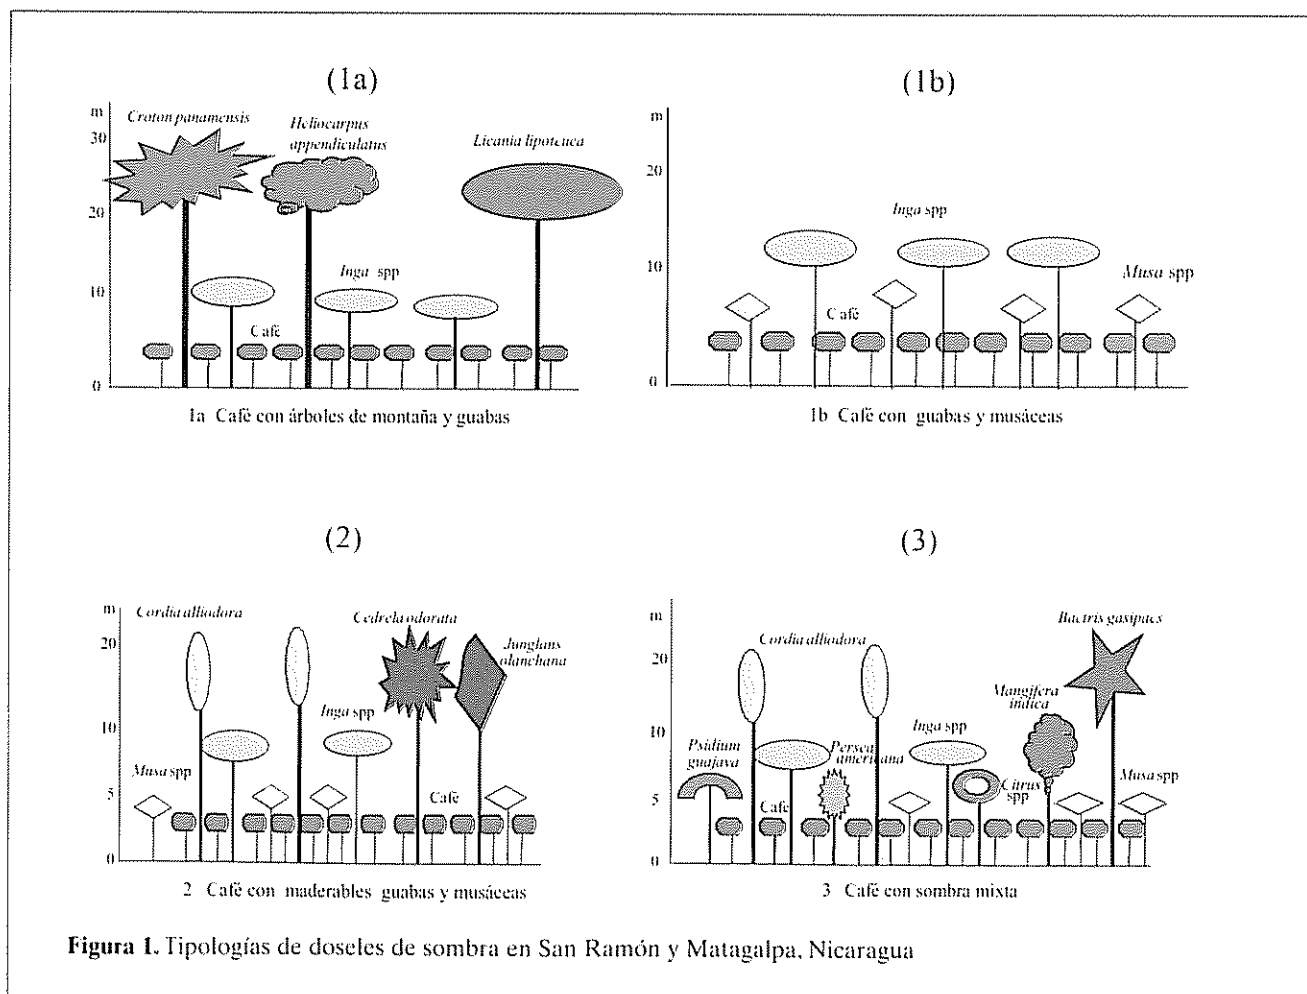 (1a)
m
30
20
10
0
Croton panamensis
Heliocarpus
appendiculatus
Licania lipoteuca
Inga spp
Café
1a Café con árboles de montaña y guabas
(1b)
m
20
10
0
Inga spp
Musa spp
Café
1b Café con guabas y musáceas
(2)
m
20
10
5
0
Cordia alliodora
Cedrela odorata
Junglans
olanchana
Inga spp
Musa spp
Café
2 Café con maderables guabas y musáceas
(3)
m
20
10
5
0
Cordia alliodora
Bactris gasipaes
Mangifera
indica
Inga spp
Psidium
guajava
Persea
americana
Citrus
spp
Musa spp
Café
3 Café con sombra mixta
Figura 1. Tipologías de doseles de sombra en San Ramón y Matagalpa, Nicaragua